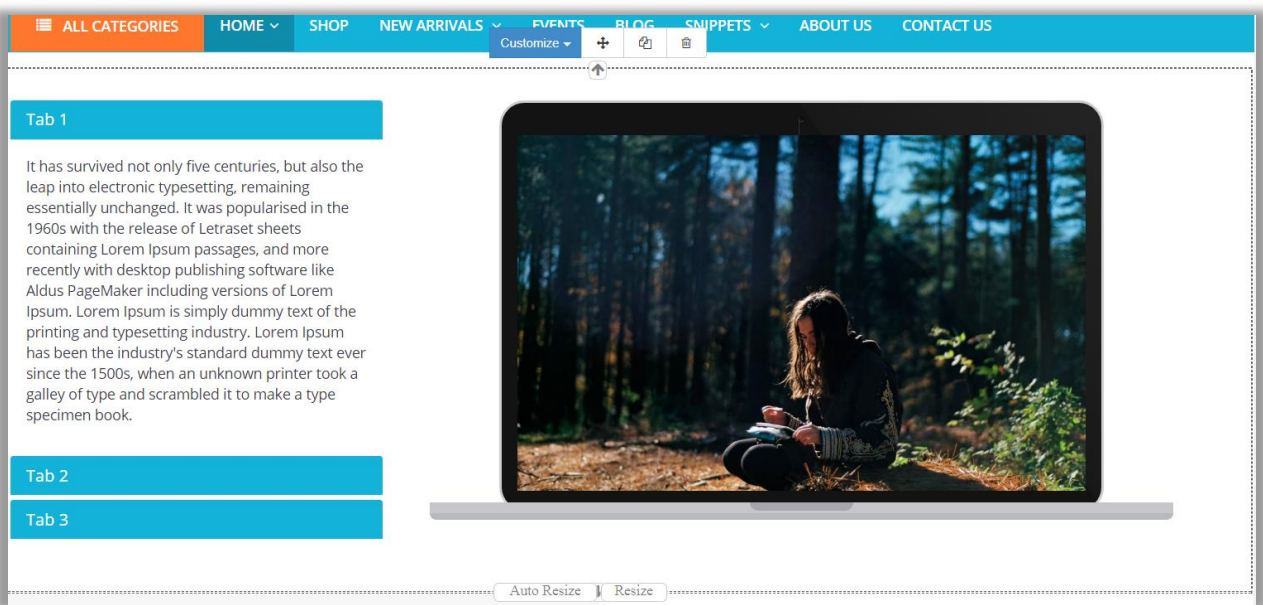 ALL CATEGORIES HOME SHOP NEW ARRIVALS EVENTS BLOG SNIPPETS ABOUT US CONTACT US
Customize
Tab 1
It has survived not only five centuries, but also the
leap into electronic typesetting, remaining
essentially unchanged. It was popularised in the
1960s with the release of Letraset sheets
containing Lorem Ipsum passages, and more
recently with desktop publishing software like
Aldus PageMaker including versions of Lorem
Ipsum. Lorem Ipsum is simply dummy text of the
printing and typesetting industry. Lorem Ipsum
has been the industry's standard dummy text ever
since the 1500s, when an unknown printer took a
galley of type and scrambled it to make a type
specimen book.
Tab 2
Tab 3
Auto Resize Resize